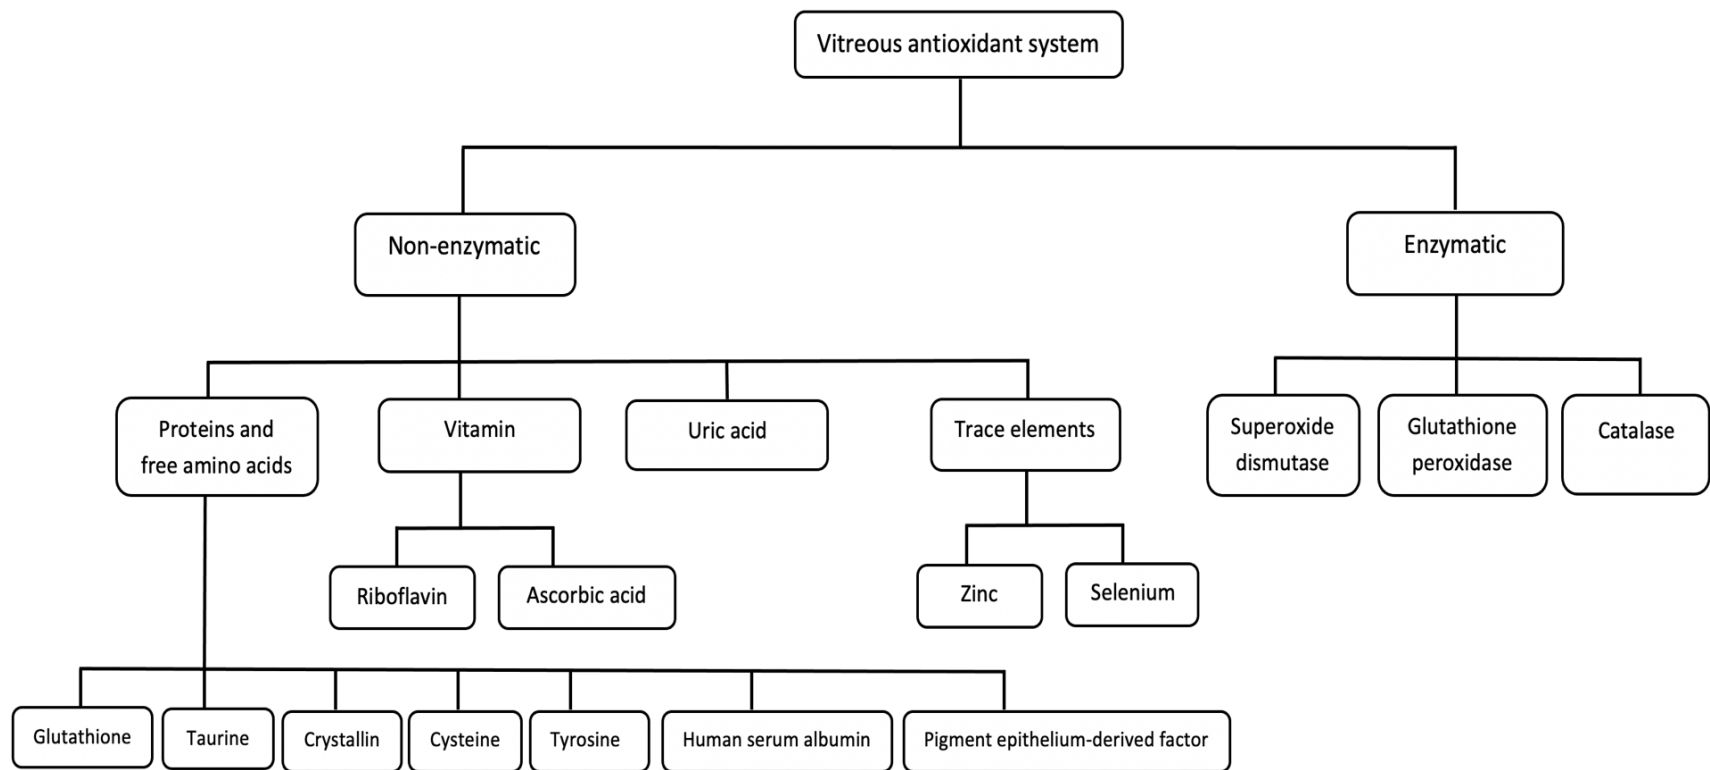 Vitreous antioxidant system
Non-enzymatic
Enzymatic
Proteins and
free amino acids
Vitamin
Uric acid
Trace elements
Superoxide
dismutase
Glutathione
peroxidase
Catalase
Riboflavin
Ascorbic acid
Zinc
Selenium
Glutathione
Taurine
Crystallin
Cysteine
Tyrosine
Human serum albumin
Pigment epithelium-derived factor